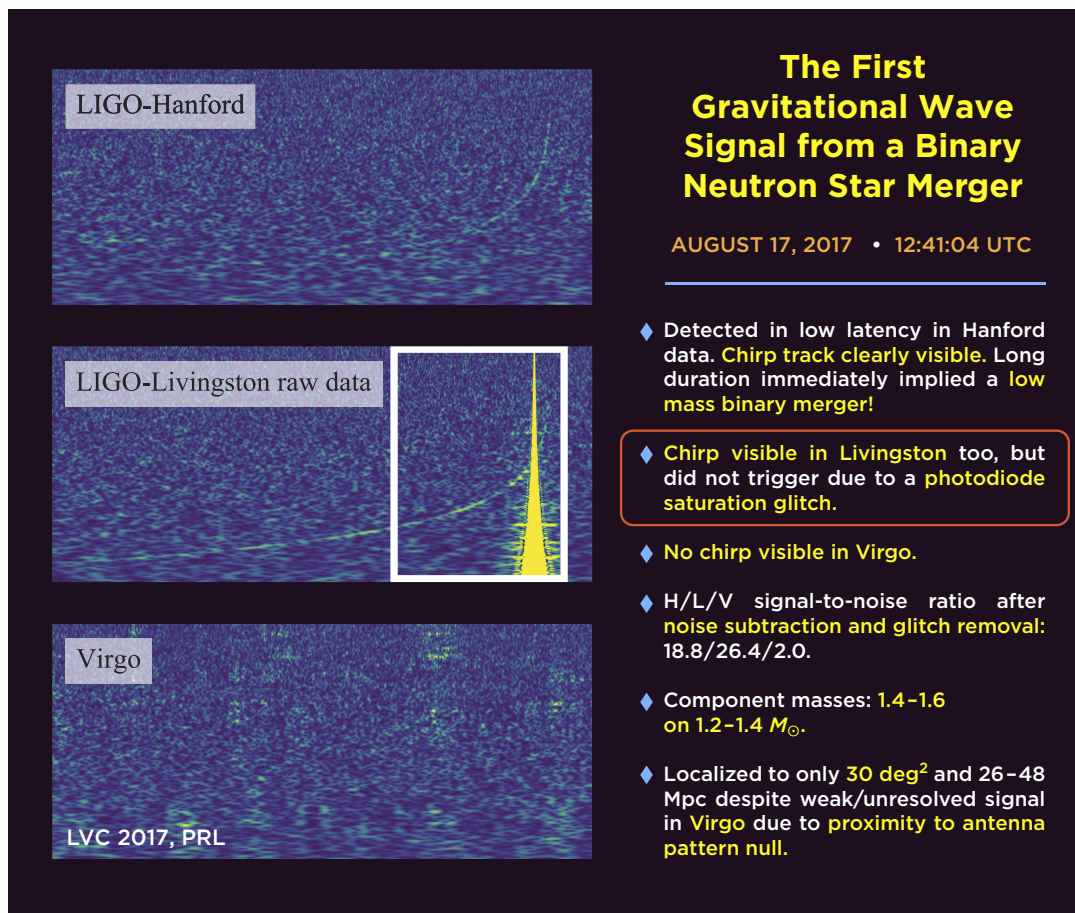 LIGO-Hanford
LIGO-Livingston raw data
Virgo
LVC 2017, PRL
The First
Gravitational Wave
Signal from a Binary
Neutron Star Merger
AUGUST 17, 2017 • 12:41:04 UTC
♦ Detected in low latency in Hanford
data. Chirp track clearly visible. Long
duration immediately implied a low
mass binary merger!
♦ Chirp visible in Livingston too, but
did not trigger due to a photodiode
saturation glitch.
♦ No chirp visible in Virgo.
♦ H/L/V signal-to-noise ratio after
noise subtraction and glitch removal:
18.8/26.4/2.0.
♦ Component masses: 1.4–1.6
on 1.2–1.4 M☉.
♦ Localized to only 30 deg² and 26–48
Mpc despite weak/unresolved signal
in Virgo due to proximity to antenna
pattern null.